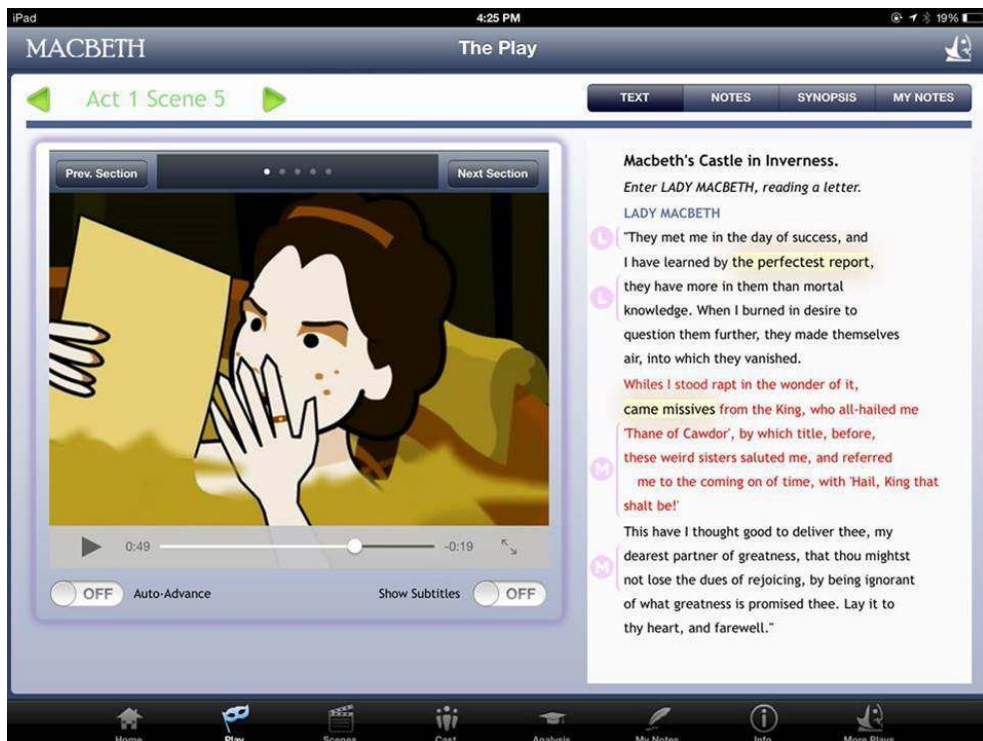 iPad 4:25 PM 19%
MACBETH The Play
Act 1 Scene 5
TEXT NOTES SYNOPSIS MY NOTES
Prev. Section Next Section
0:49 -0:19
OFF Auto-Advance Show Subtitles OFF
Macbeth's Castle in Inverness.
Enter LADY MACBETH, reading a letter.
LADY MACBETH
L "They met me in the day of success, and
I have learned by the perfectest report,
L they have more in them than mortal
knowledge. When I burned in desire to
question them further, they made themselves
air, into which they vanished.
Whiles I stood rapt in the wonder of it,
came missives from the King, who all-hailed me
'Thane of Cawdor', by which title, before,
M these weird sisters saluted me, and referred
me to the coming on of time, with 'Hail, King that
shalt be!'
This have I thought good to deliver thee, my
M dearest partner of greatness, that thou mightst
not lose the dues of rejoicing, by being ignorant
of what greatness is promised thee. Lay it to
thy heart, and farewell."
Home Play Scenes Cast Analysis My Notes Info More Plays